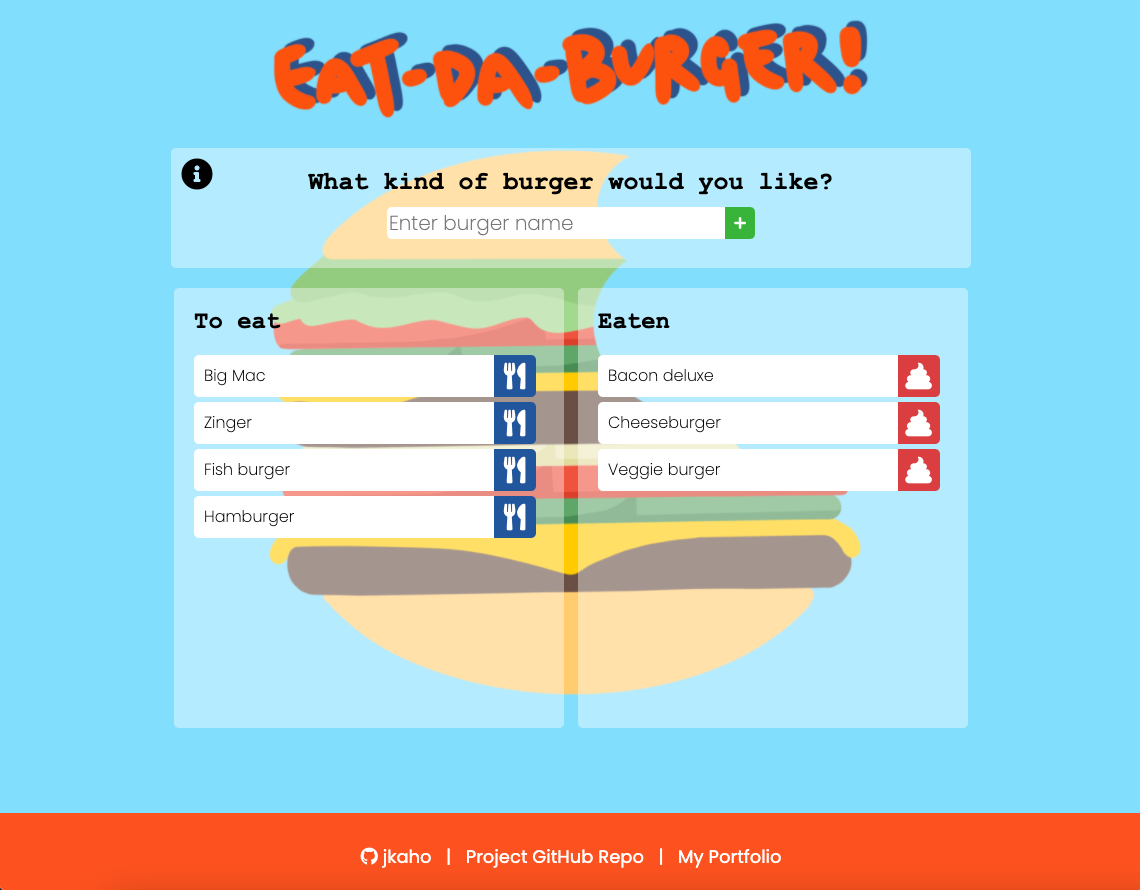 EAT-DA-BURGER!
What kind of burger would you like?
Enter burger name
To eat
Big Mac
Zinger
Fish burger
Hamburger
Eaten
Bacon deluxe
Cheeseburger
Veggie burger
jkaho | Project GitHub Repo | My Portfolio